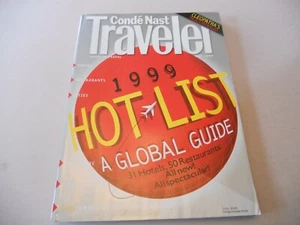 CLEOPATRA'S
Condé Nast
Traveler
1999
HOT LIST
A GLOBAL GUIDE
31 Hotels, 50 Restaurants
All new!
All spectacular!